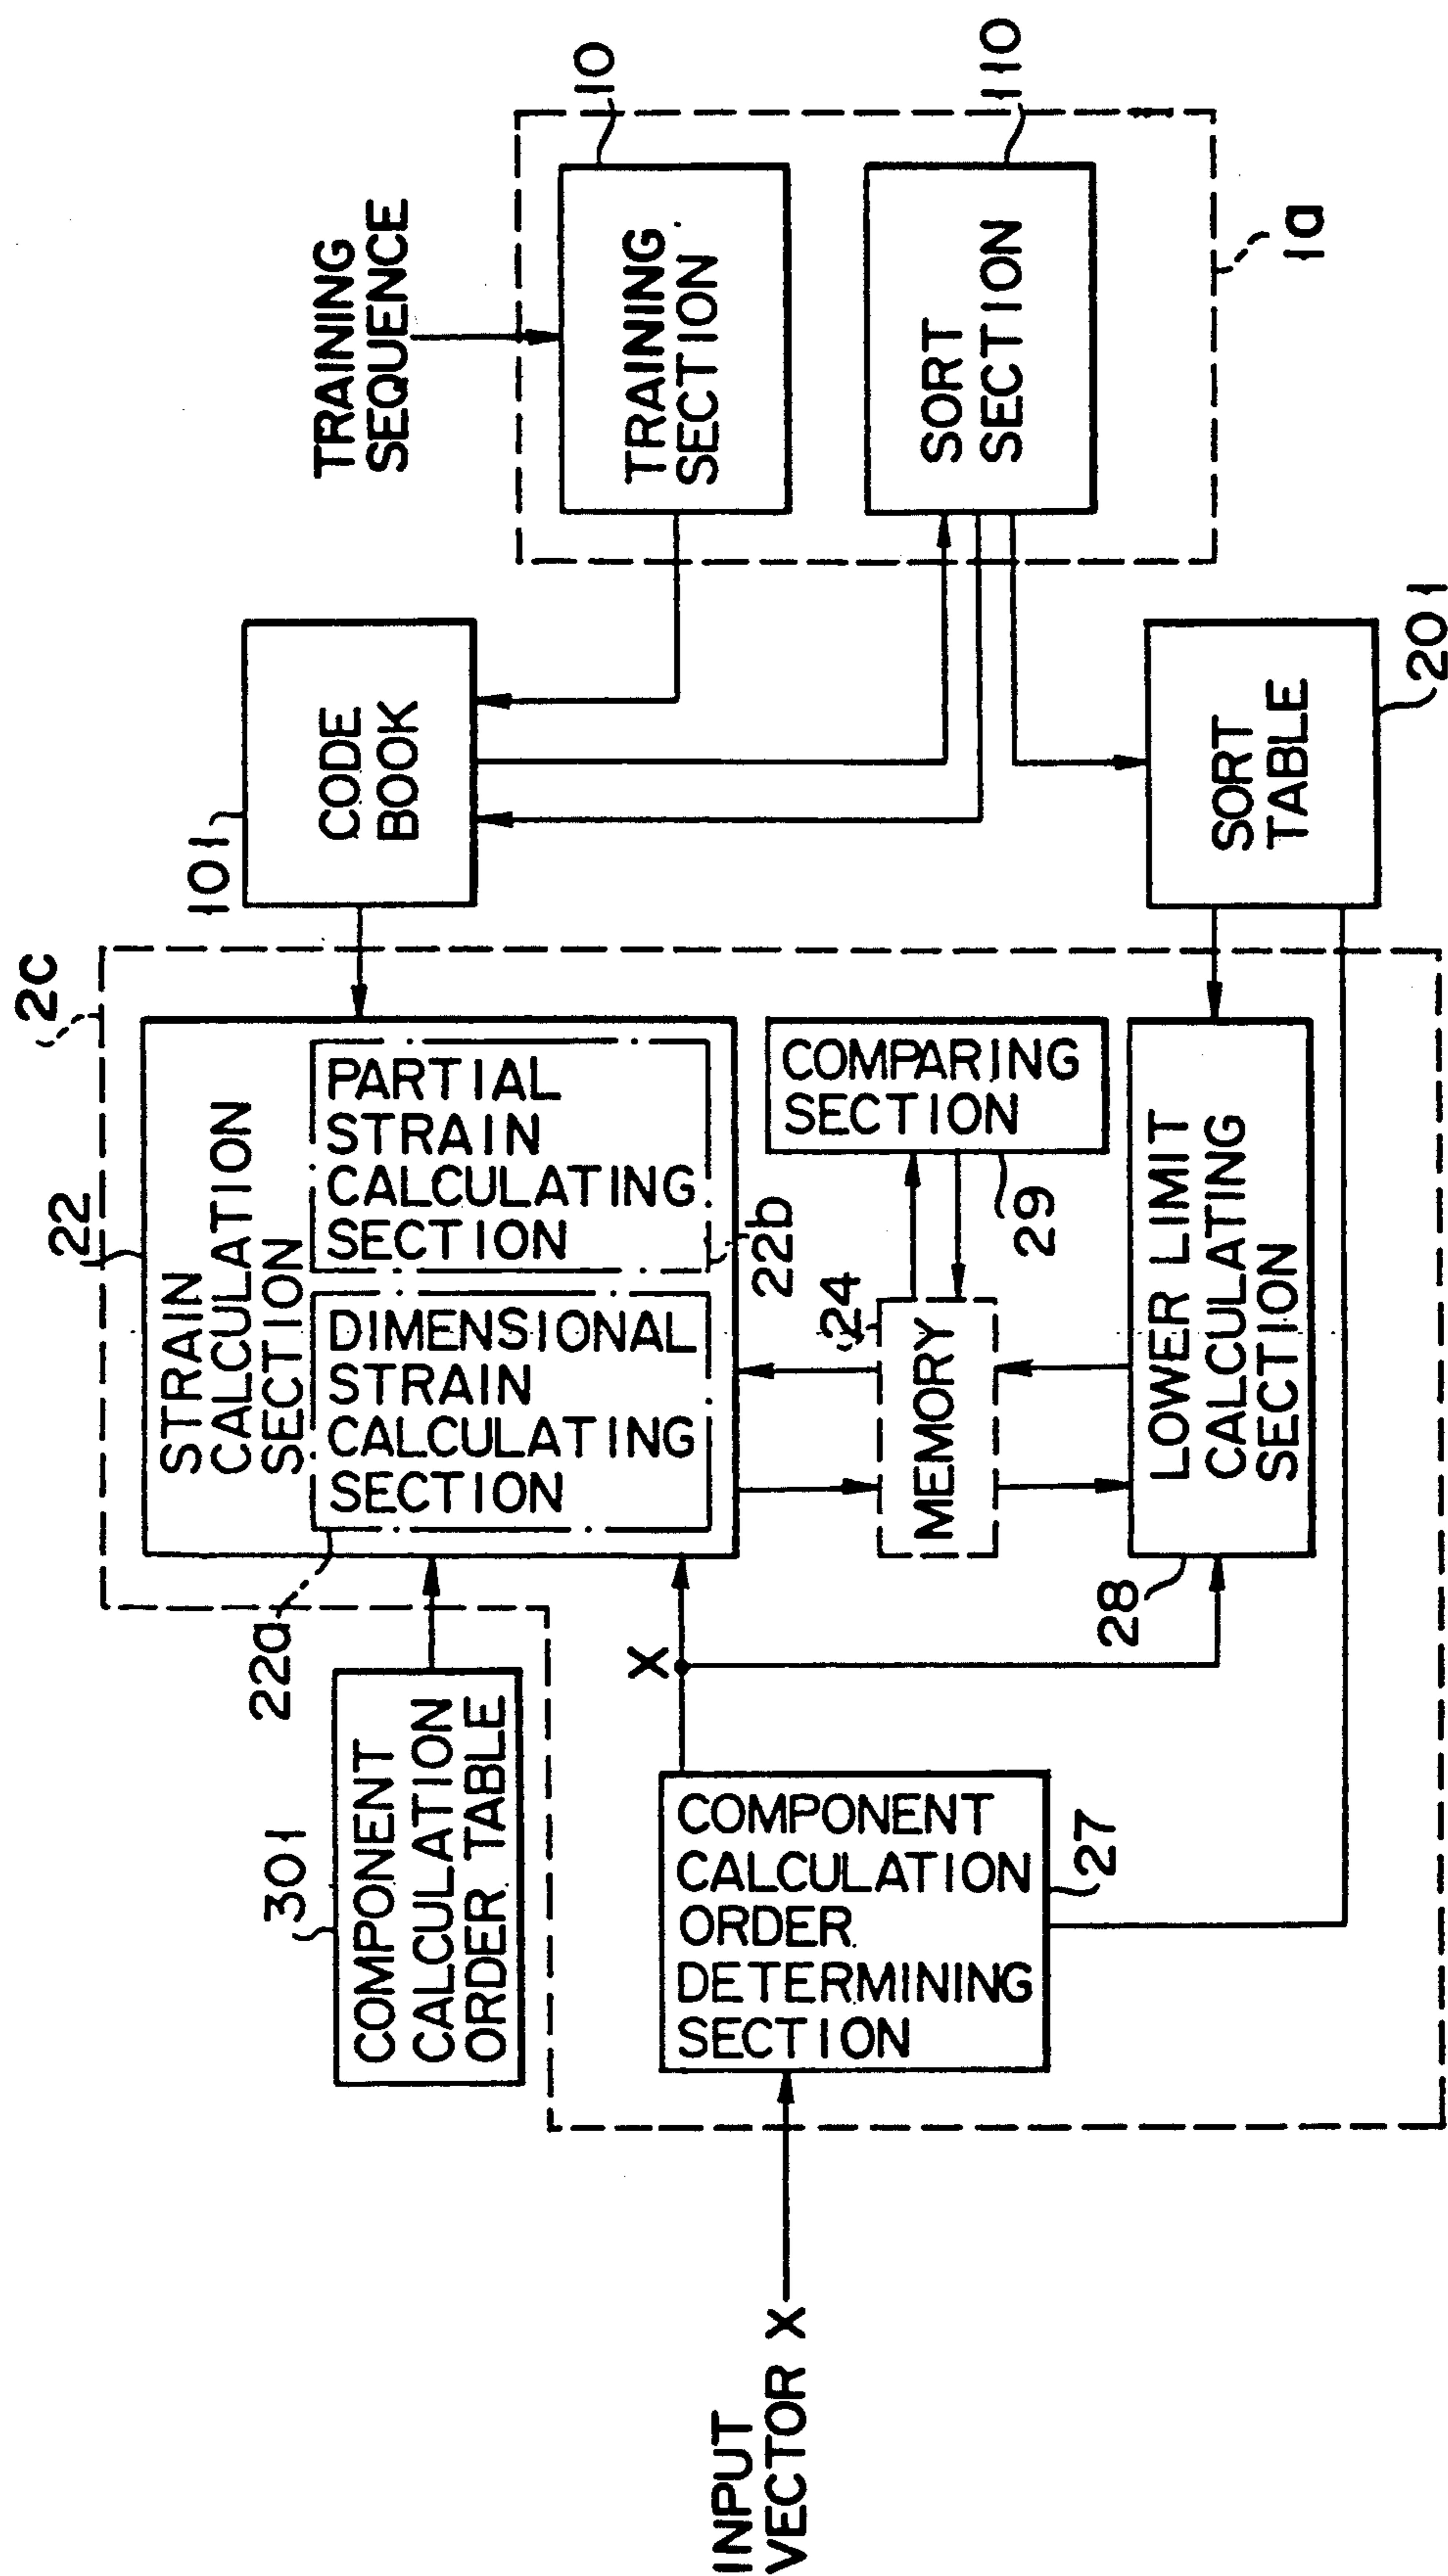 INPUT
VECTOR X
301
COMPONENT
CALCULATION
ORDER TABLE
COMPONENT
CALCULATION
ORDER
DETERMINING
SECTION
27
X
2c
22
STRAIN
CALCULATION
SECTION
22a
DIMENSIONAL
STRAIN
CALCULATING
SECTION
PARTIAL
STRAIN
CALCULATING
SECTION
22b
24
MEMORY
COMPARING
SECTION
29
28
LOWER LIMIT
CALCULATING
SECTION
101
CODE
BOOK
SORT
TABLE
201
TRAINING
SEQUENCE
TRAINING
SECTION
10
SORT
SECTION
110
1a